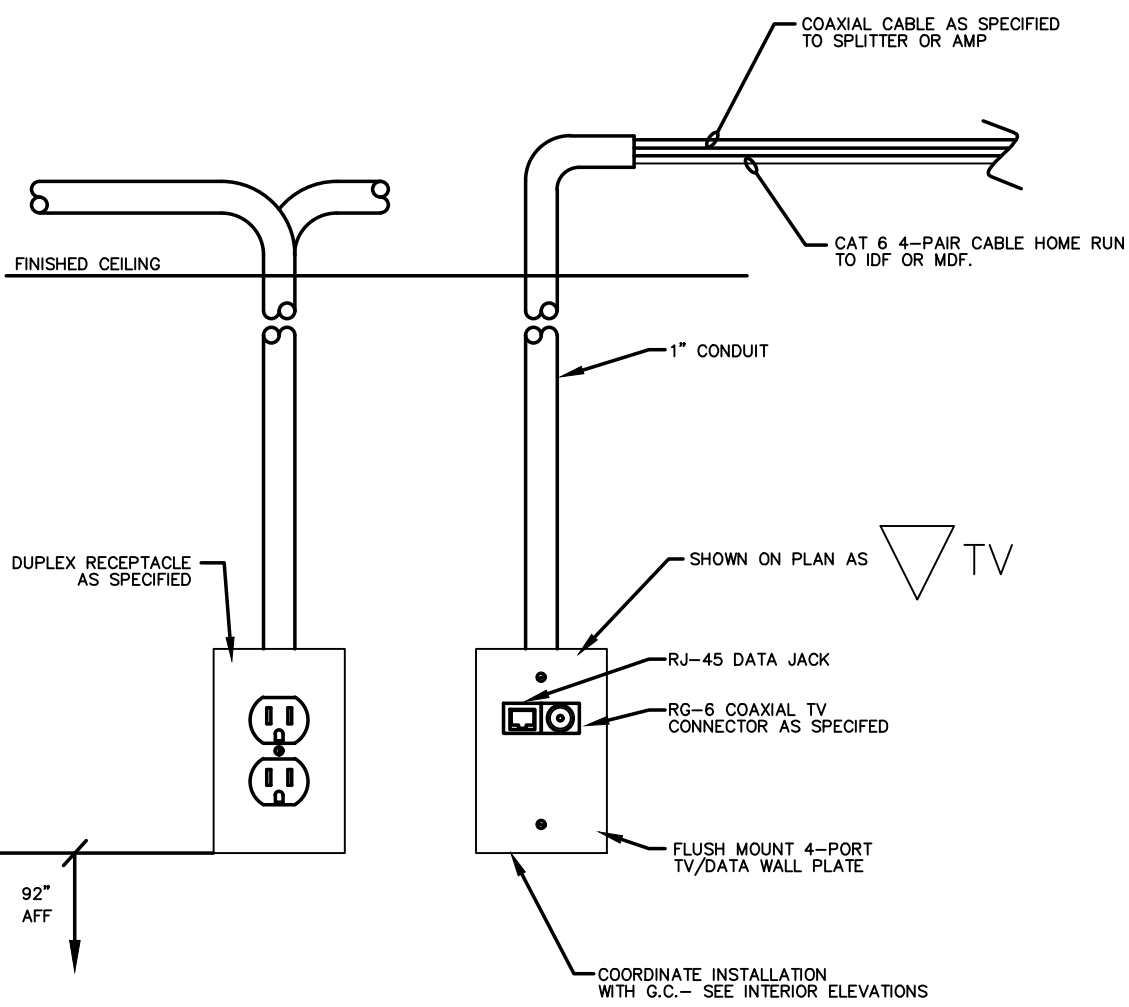 COAXIAL CABLE AS SPECIFIED
TO SPLITTER OR AMP
CAT 6 4-PAIR CABLE HOME RUN
TO IDF OR MDF.
FINISHED CEILING
1" CONDUIT
DUPLEX RECEPTACLE
AS SPECIFIED
SHOWN ON PLAN AS
TV
RJ-45 DATA JACK
RG-6 COAXIAL TV
CONNECTOR AS SPECIFED
FLUSH MOUNT 4-PORT
TV/DATA WALL PLATE
92"
AFF
COORDINATE INSTALLATION
WITH G.C.- SEE INTERIOR ELEVATIONS